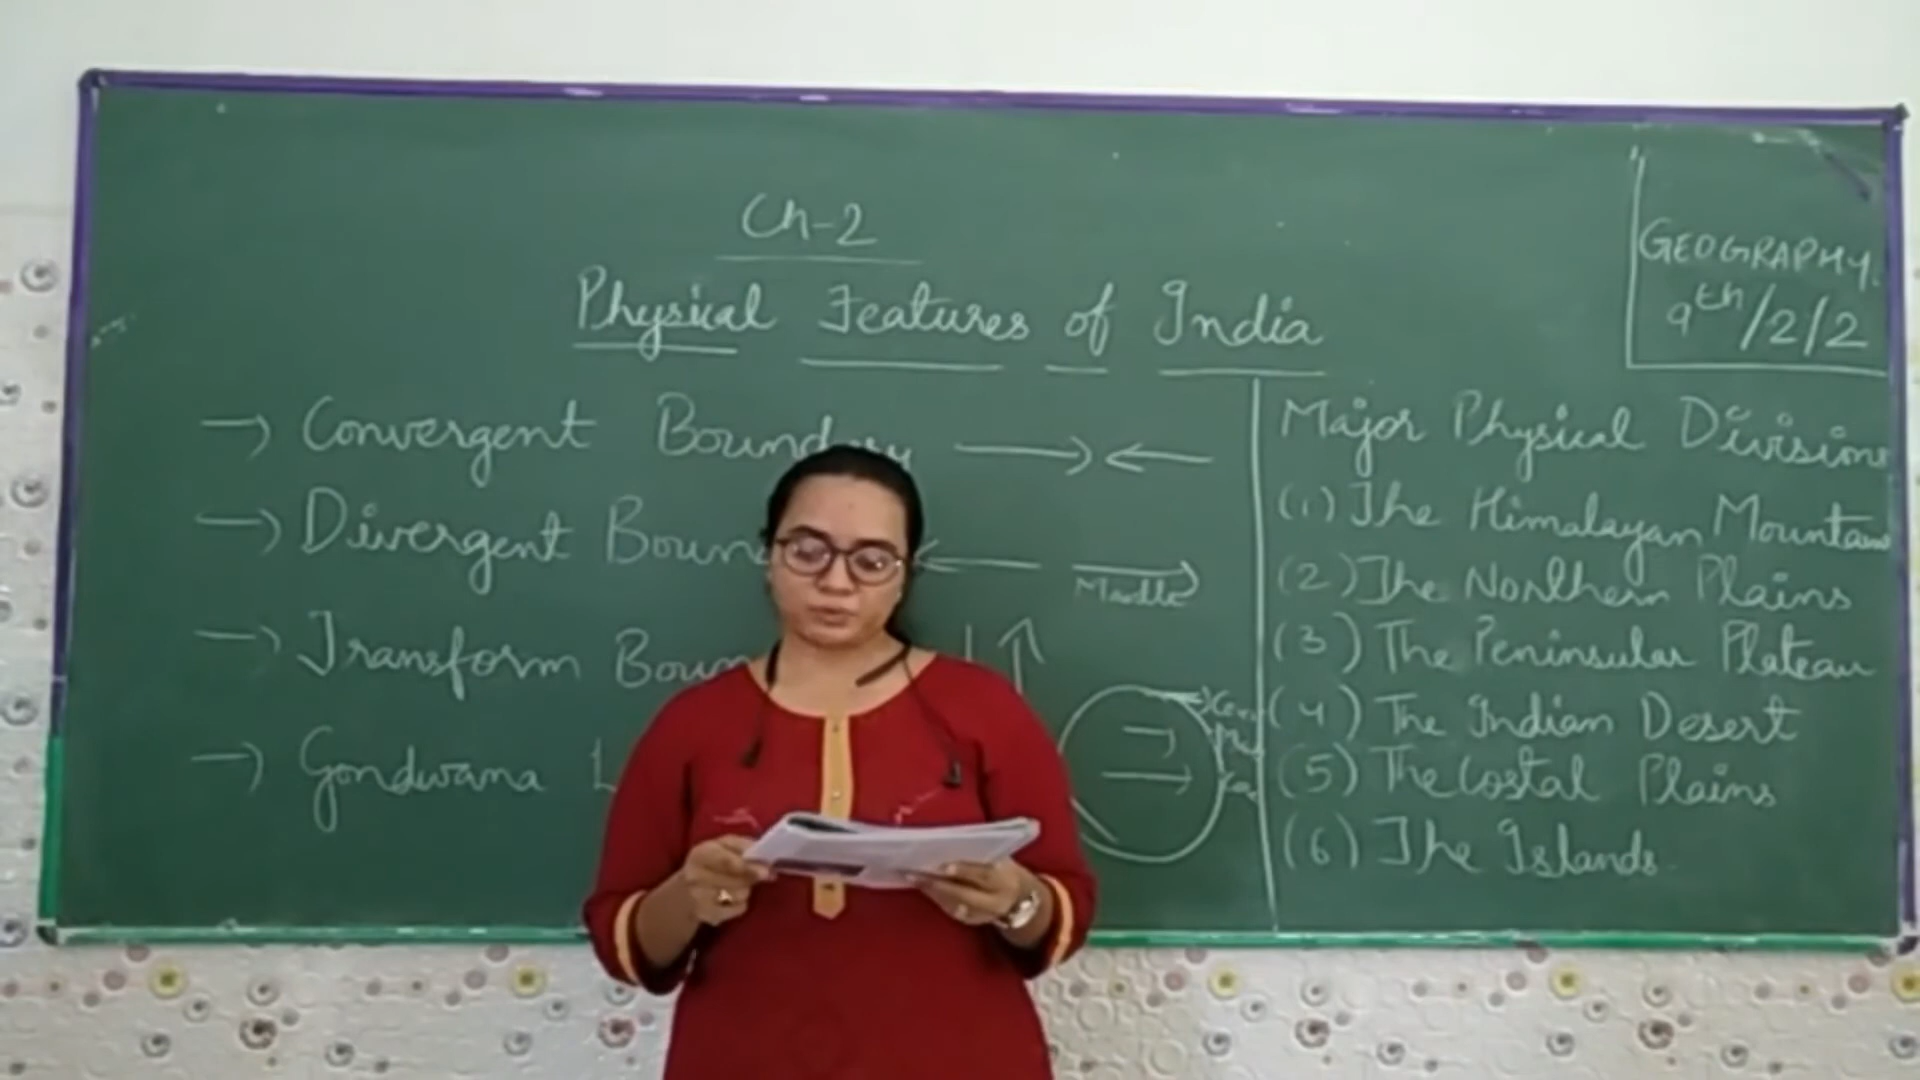 Ch-2
Physical Features of India
GEOGRAPHY.
9th/2/2
→ Convergent Boundary → ←
→ Divergent
→ Transform
→ Gondwana
Major Physical Divisions
(1) The Himalayan Mountain
(2) The Northern Plains
(3) The Peninsular Plateau
(4) The Indian Desert
(5) The Costal Plains
(6) The Islands.